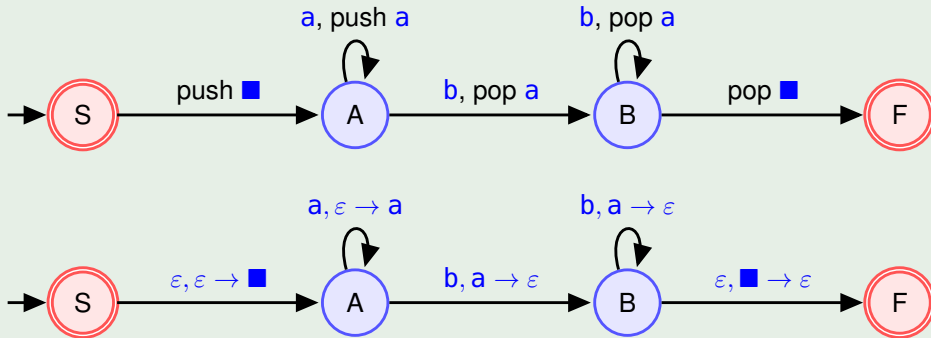 a, push a b, pop a
S push ■ A b, pop a B pop ■ F
a, ε → a b, a → ε
S ε, ε → ■ A b, a → ε B ε, ■ → ε F